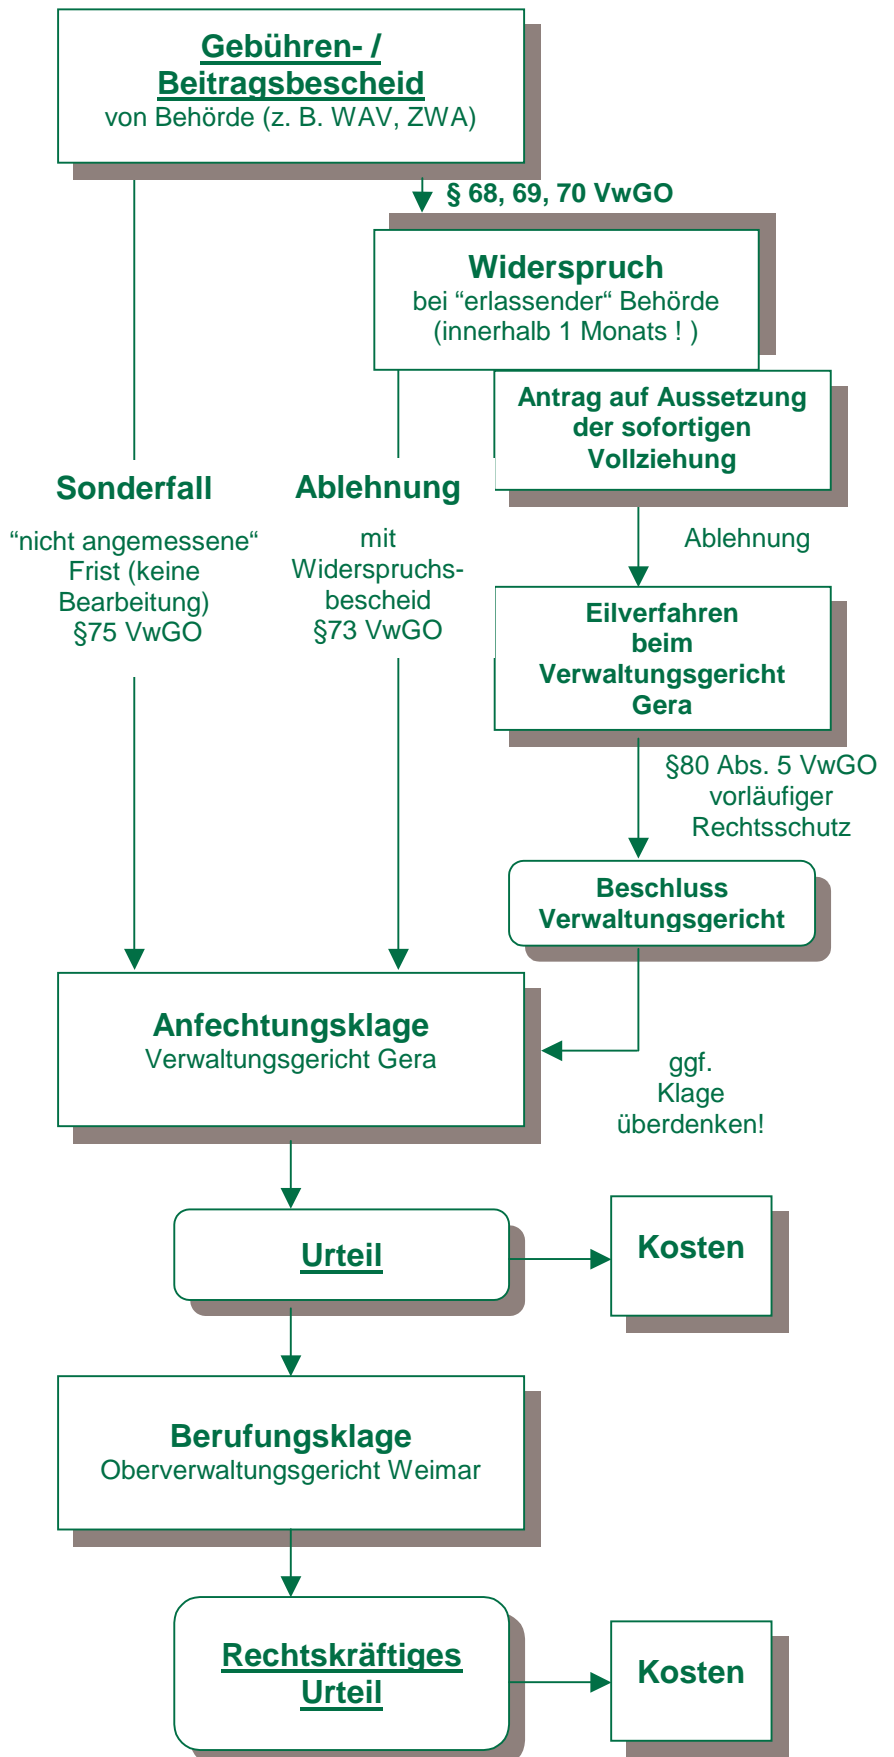 Gebühren- /
Beitragsbescheid
von Behörde (z. B. WAV, ZWA)
§ 68, 69, 70 VwGO
Widerspruch
bei “erlassender“ Behörde
(innerhalb 1 Monats ! )
Antrag auf Aussetzung
der sofortigen
Vollziehung
Sonderfall
“nicht angemessene“
Frist (keine
Bearbeitung)
§75 VwGO
Ablehnung
mit
Widerspruchs-
bescheid
§73 VwGO
Ablehnung
Eilverfahren
beim
Verwaltungsgericht
Gera
§80 Abs. 5 VwGO
vorläufiger
Rechtsschutz
Beschluss
Verwaltungsgericht
Anfechtungsklage
Verwaltungsgericht Gera
ggf.
Klage
überdenken!
Urteil
Kosten
Berufungsklage
Oberverwaltungsgericht Weimar
Rechtskräftiges
Urteil
Kosten